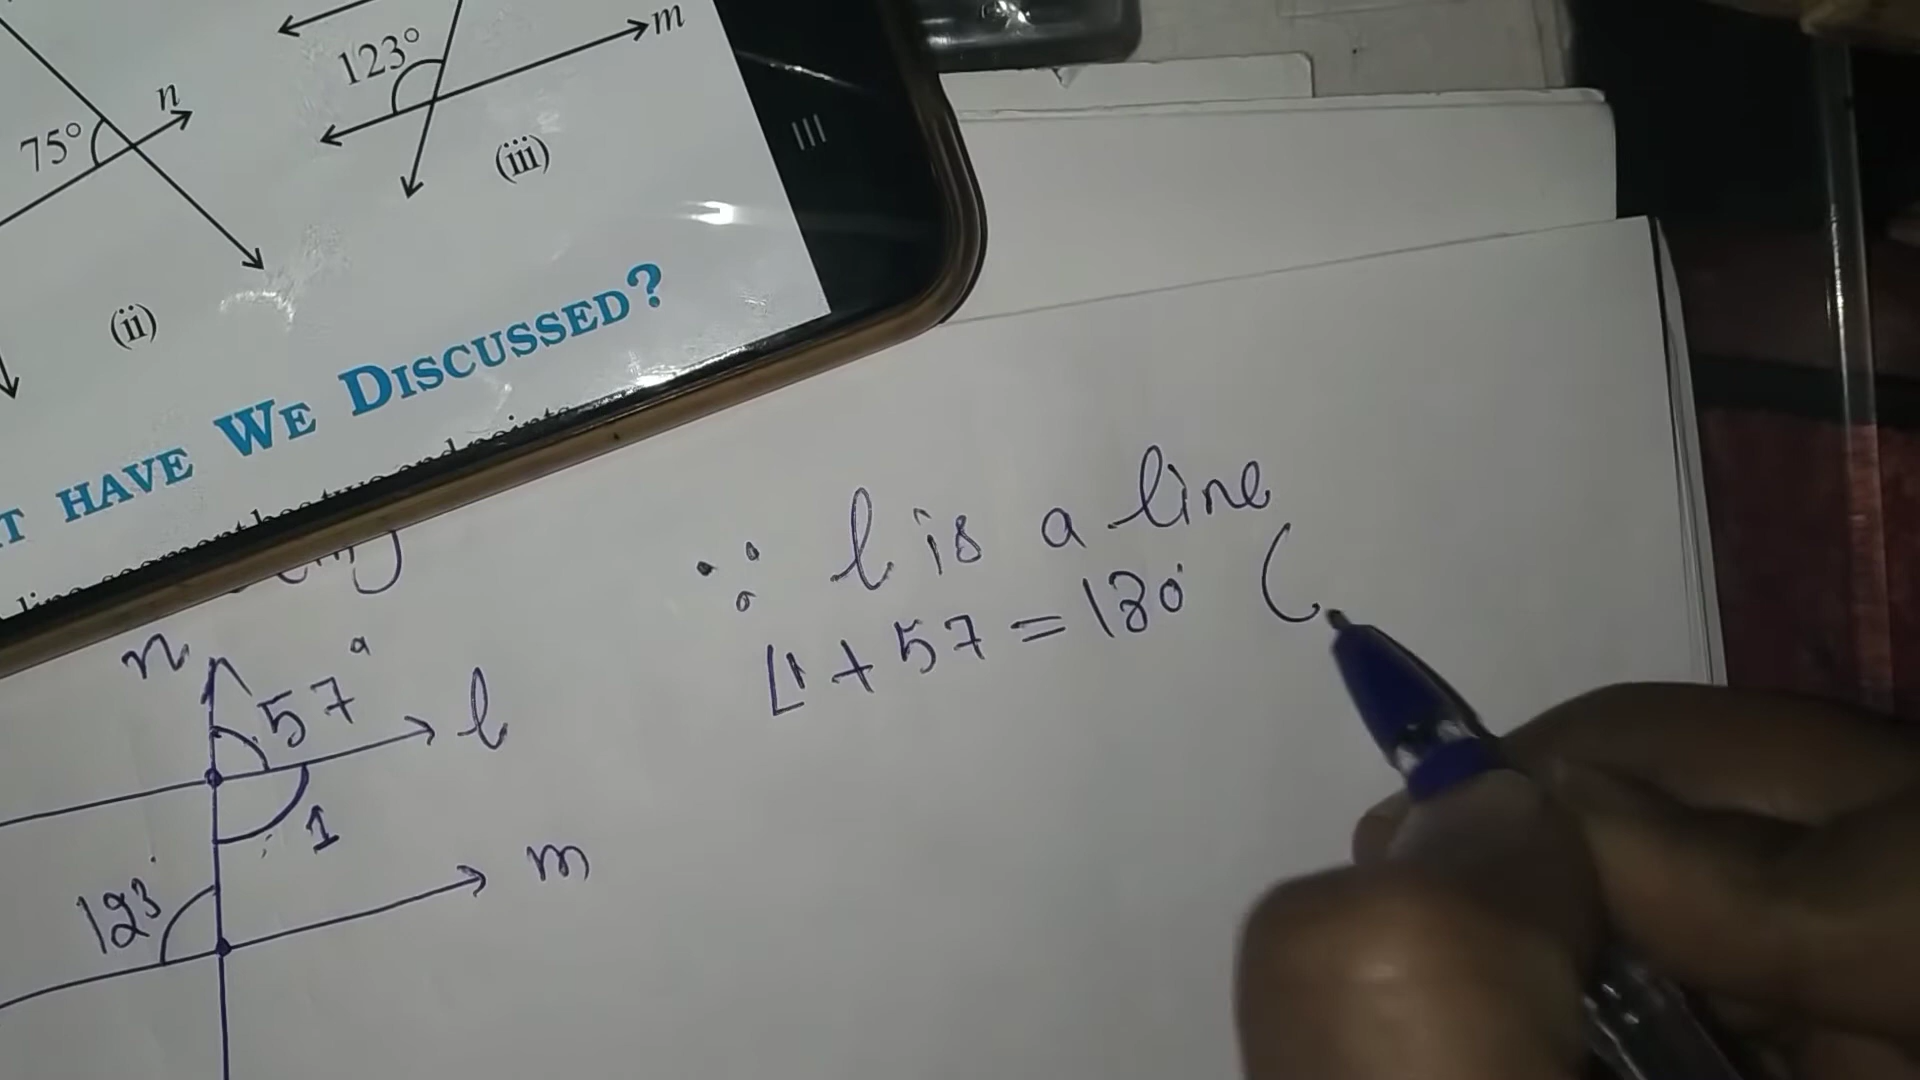 123°
m
n
75°
(iii)
(ii)
T HAVE WE DISCUSSED?
∵ l is a line
∠1 + 57 = 180° (
n
57°
l
1
m
123°